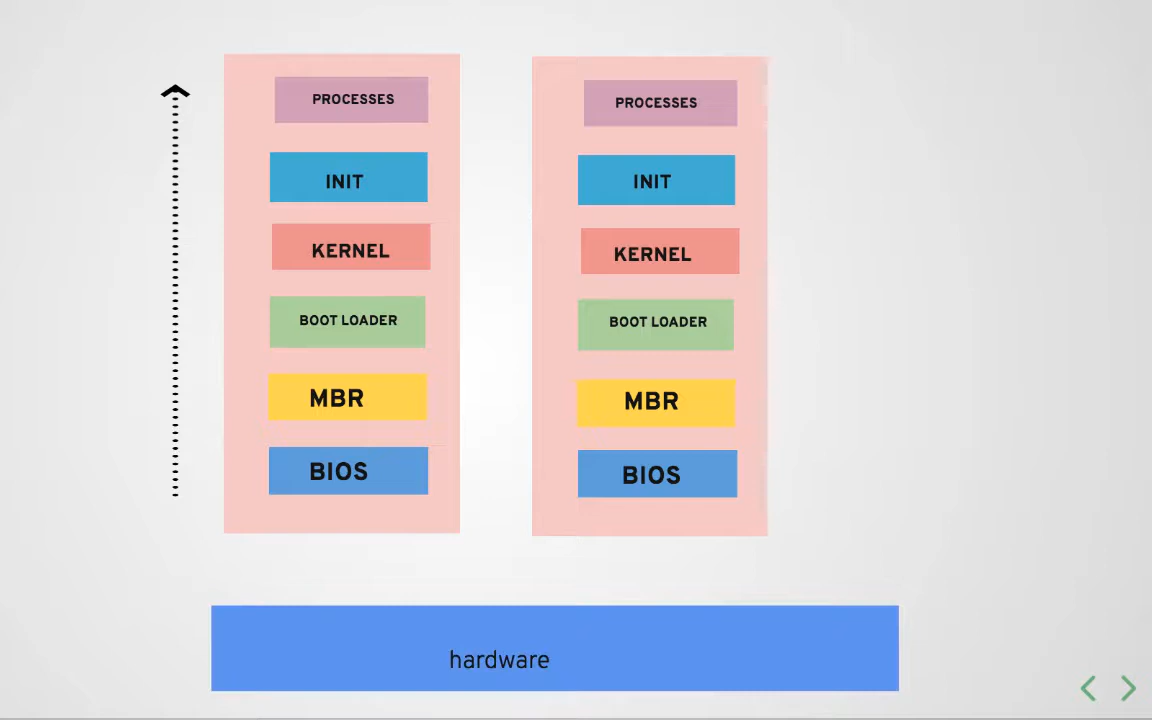 PROCESSES
INIT
KERNEL
BOOT LOADER
MBR
BIOS
PROCESSES
INIT
KERNEL
BOOT LOADER
MBR
BIOS
hardware